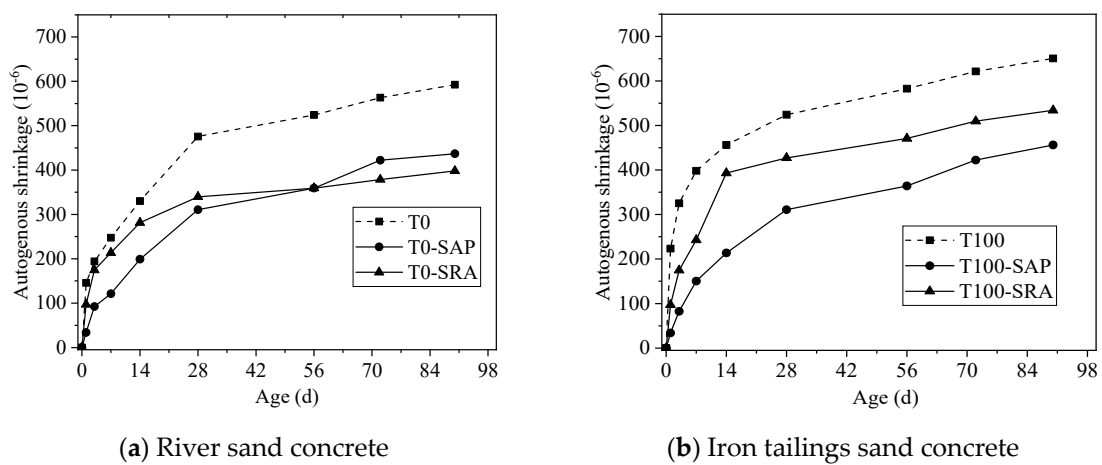 700
600
500
400
300
200
100
0
Autogenous shrinkage (10-6)
T0
T0-SAP
T0-SRA
0 14 28 42 56 70 84 98
Age (d)
(a) River sand concrete
700
600
500
400
300
200
100
0
Autogenous shrinkage (10-6)
T100
T100-SAP
T100-SRA
0 14 28 42 56 70 84 98
Age (d)
(b) Iron tailings sand concrete